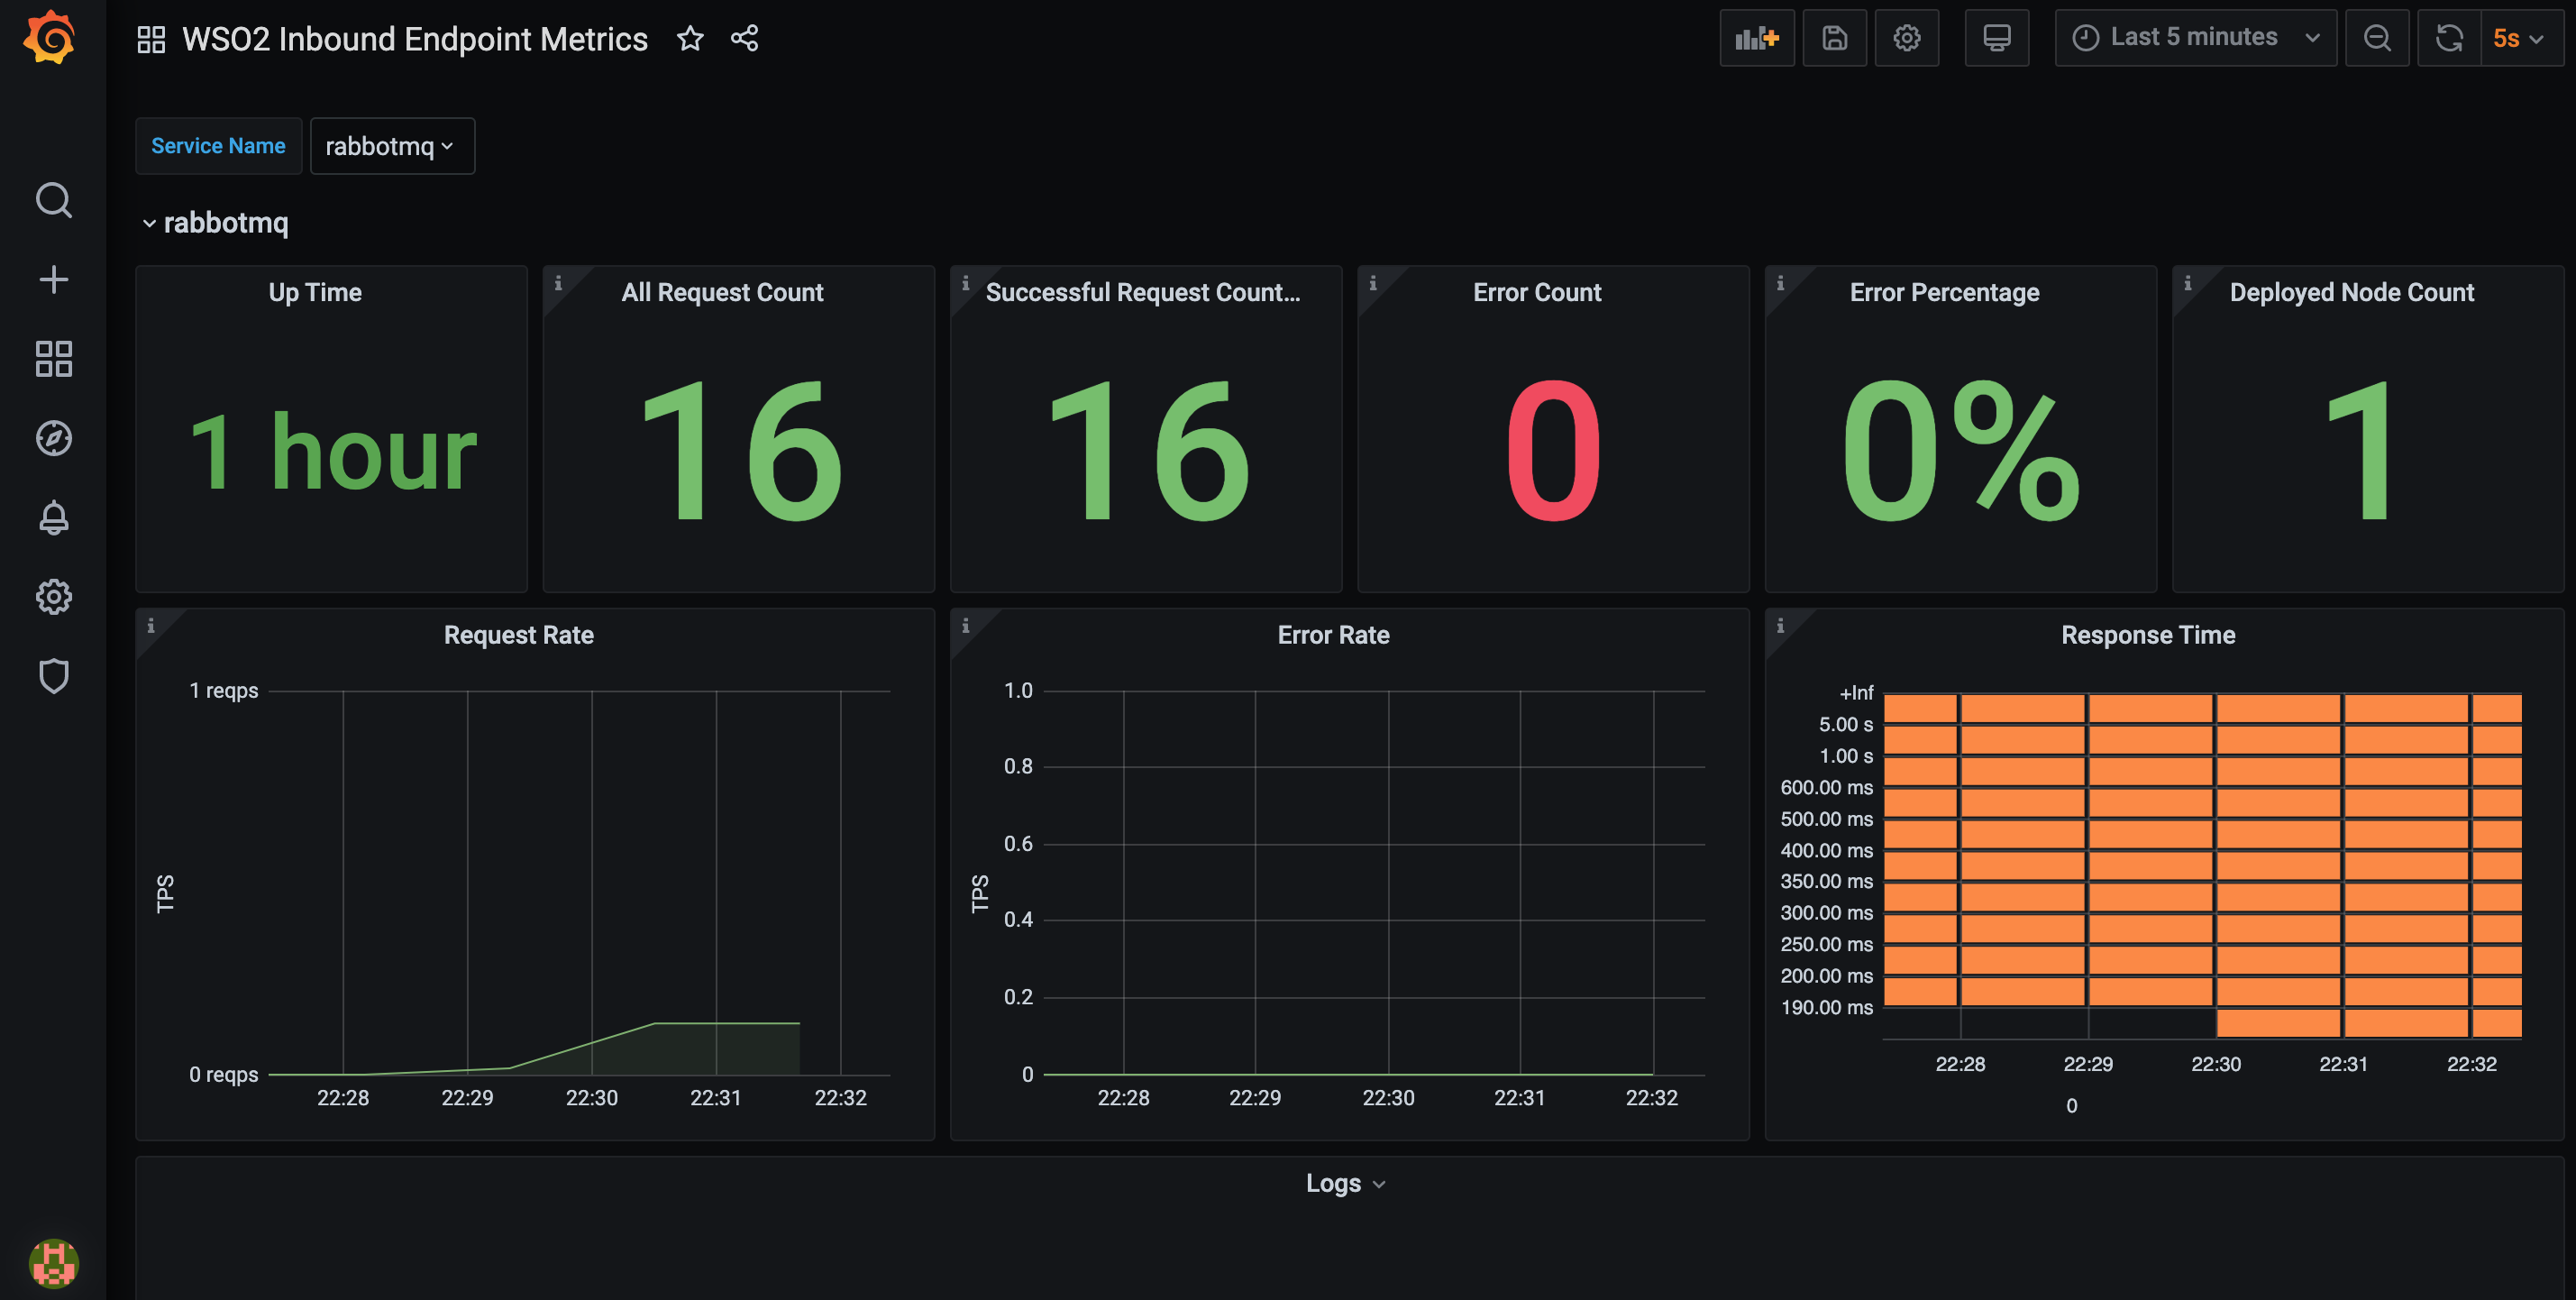 WSO2 Inbound Endpoint Metrics
Last 5 minutes
5s
Service Name
rabbotmq
rabbotmq
Up Time
1 hour
All Request Count
16
Successful Request Count...
16
Error Count
0
Error Percentage
0%
Deployed Node Count
1
Request Rate
1 reqps
TPS
0 reqps
22:28 22:29 22:30 22:31 22:32
Error Rate
1.0
0.8
0.6
TPS
0.4
0.2
0
22:28 22:29 22:30 22:31 22:32
Response Time
+Inf
5.00 s
1.00 s
600.00 ms
500.00 ms
400.00 ms
350.00 ms
300.00 ms
250.00 ms
200.00 ms
190.00 ms
22:28 22:29 22:30 22:31 22:32
0
Logs